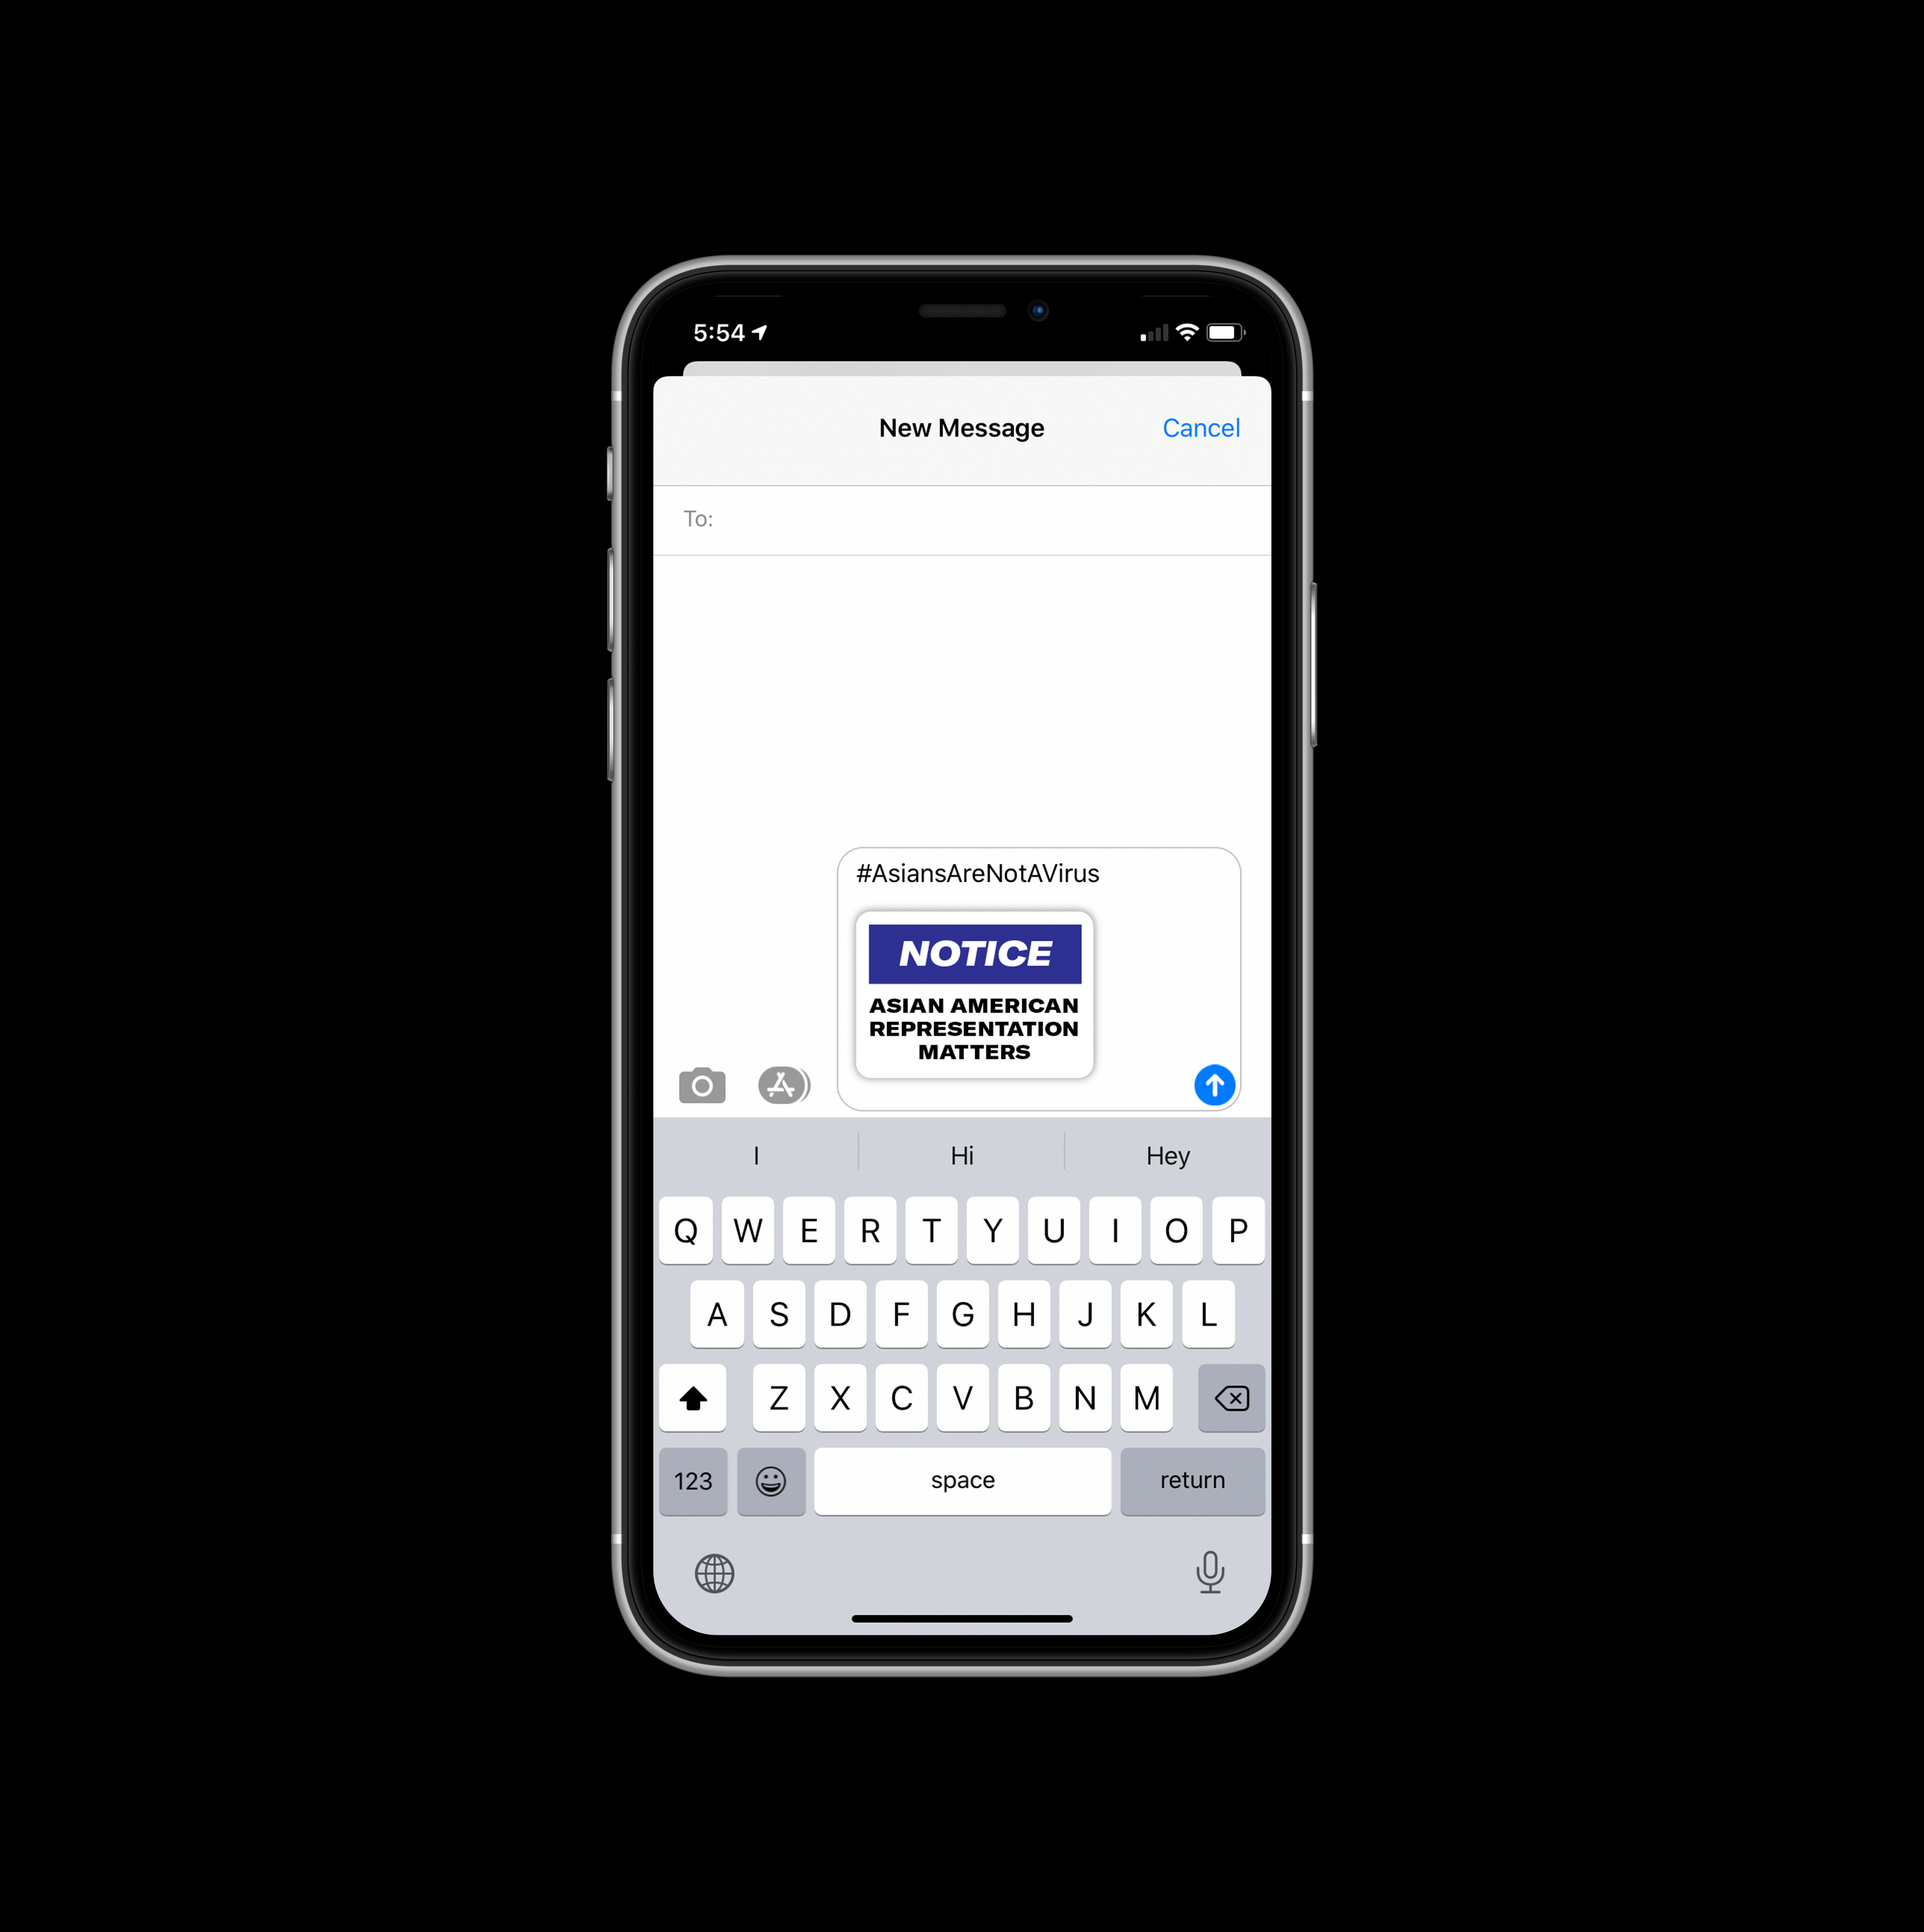 5:54
New Message
Cancel
To:
#AsiansAreNotAVirus
NOTICE
ASIAN AMERICAN
REPRESENTATION
MATTERS
I Hi Hey
Q W E R T Y U I O P
A S D F G H J K L
Z X C V B N M
123 space return